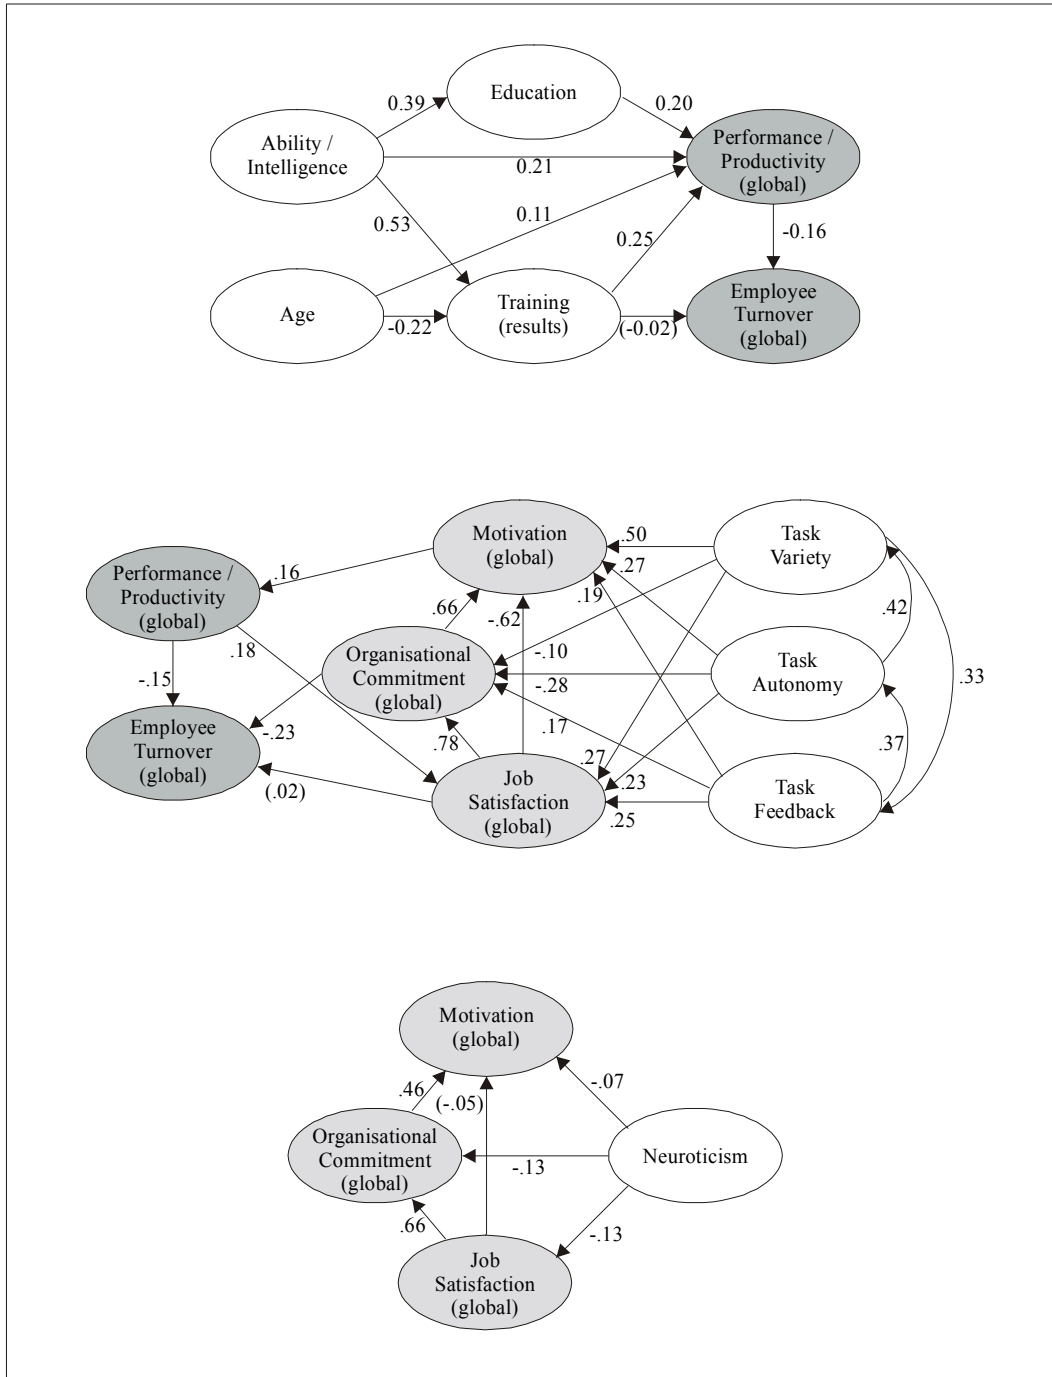 Education
0.39
0.20
Ability /
Intelligence
Performance /
Productivity
(global)
0.21
0.11
0.53
0.25
-0.16
Age
Training
(results)
Employee
Turnover
(global)
-0.22
(-0.02)
Motivation
(global)
.50
Task
Variety
.27
Performance /
Productivity
(global)
.16
.19
.66
-.62
.42
.18
Organisational
Commitment
(global)
-.10
Task
Autonomy
.33
-.15
-.28
Employee
Turnover
(global)
-.23
.17
.78
.37
.27
Job
Satisfaction
(global)
.23
Task
Feedback
(.02)
.25
Motivation
(global)
.46
(-.05)
-.07
Organisational
Commitment
(global)
Neuroticism
-.13
.66
-.13
Job
Satisfaction
(global)